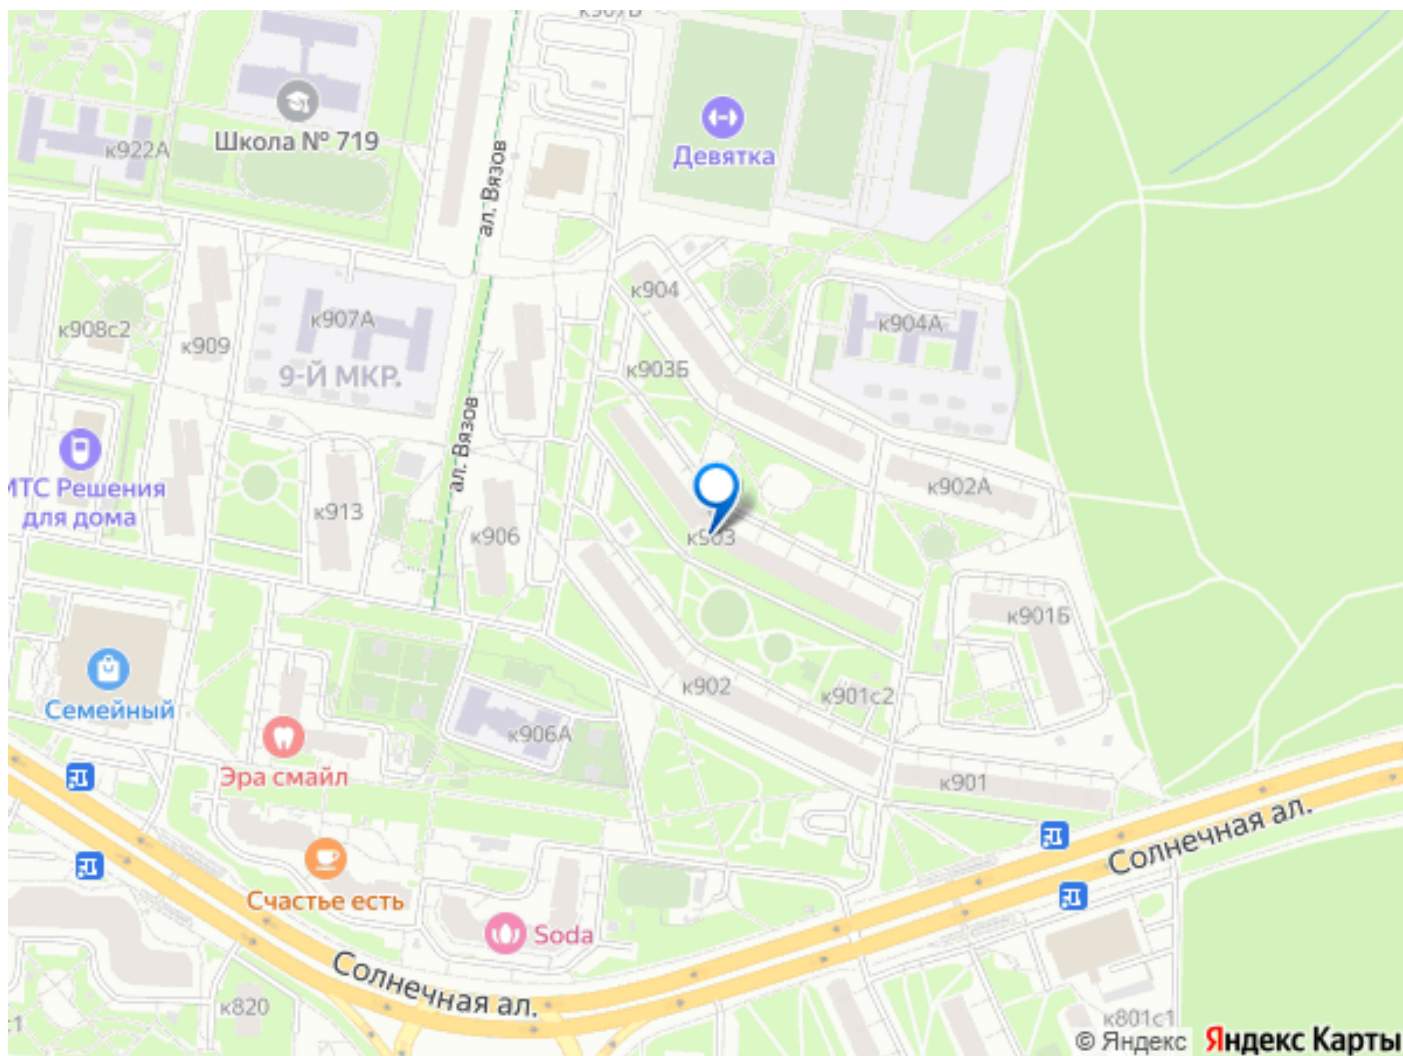 к907Б
Школа № 719
к922А
ал. Вязов
Девятка
к904
к904А
к907А
к908с2
к909
9-Й МКР.
к903Б
ал. Вязов
МТС Решения
для дома
к913
к906
к903
к902А
к901Б
Семейный
к902
к901с2
к906А
Эра смайл
к901
Солнечная ал.
Счастье есть
Soda
Солнечная ал.
к820
к801с1
© Яндекс Яндекс Карты